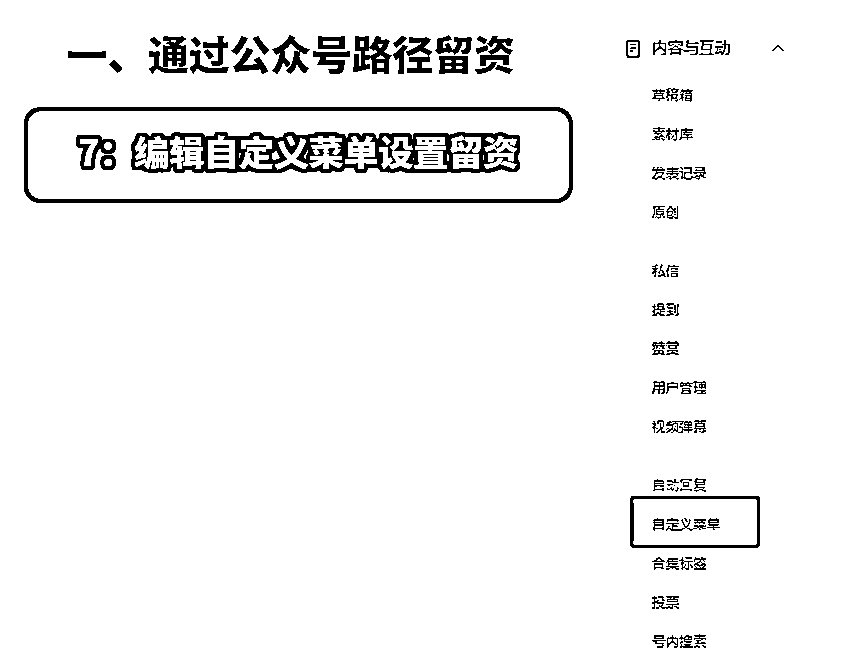 一、通过公众号路径留资
7：编辑自定义菜单设置留资
内容与互动
草稿箱
素材库
发表记录
原创
私信
提到
赞赏
用户管理
视频弹幕
自动回复
自定义菜单
合集标签
投票
号内搜索